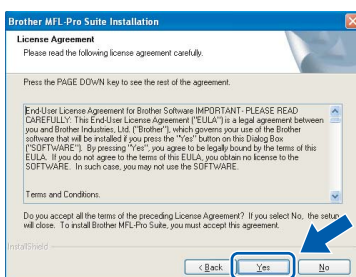 Brother MFL-Pro Suite Installation
License Agreement
Please read the following license agreement carefully.
Press the PAGE DOWN key to see the rest of the agreement.
End-User License Agreement for Brother Software IMPORTANT- PLEASE READ
CAREFULLY: This End-User License Agreement ("EULA") is a legal agreement between
you and Brother Industries, Ltd. ("Brother"), which governs your use of the Brother
software that will be installed if you press the "Yes" button on this Dialog Box
("SOFTWARE"). By pressing "Yes", you agree to be legally bound by the terms of this
EULA. If you do not agree to the terms of this EULA, you obtain no license to the
SOFTWARE. In such case, you may not use the SOFTWARE.
Terms and Conditions.
Do you accept all the terms of the preceding License Agreement? If you select No, the setup
will close. To install Brother MFL-Pro Suite, you must accept this agreement.
InstallShield
< Back Yes No